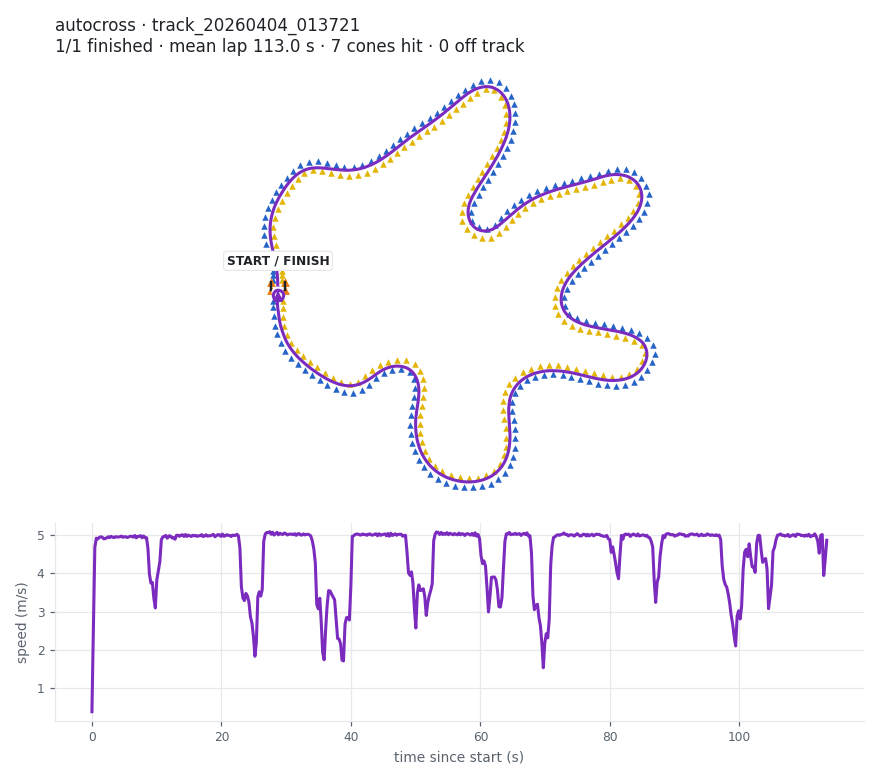 autocross · track_20260404_013721
1/1 finished · mean lap 113.0 s · 7 cones hit · 0 off track
START / FINISH
speed (m/s)
5
4
3
2
1
0 20 40 60 80 100
time since start (s)